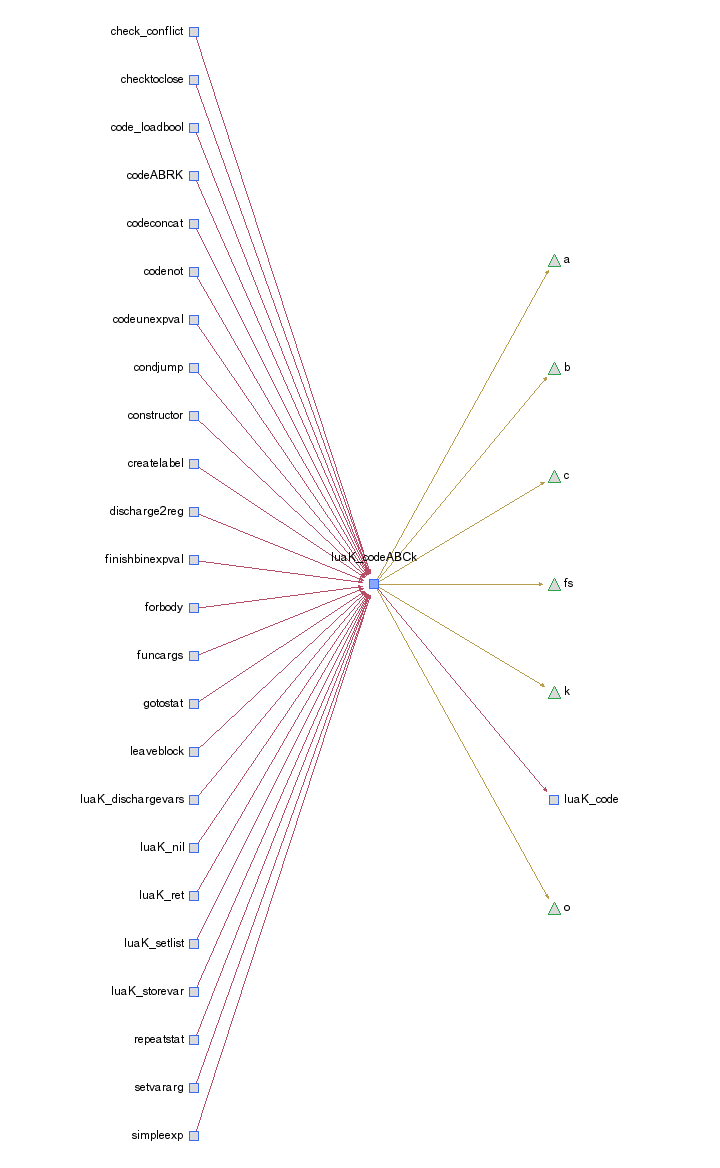 check_conflict
checktoclose
code_loadbool
codeABRK
codeconcat
codenot
codeunexpval
condjump
constructor
createlabel
discharge2reg
finishbinexpval
forbody
funcargs
gotostat
leaveblock
luaK_dischargevars
luaK_nil
luaK_ret
luaK_setlist
luaK_storevar
repeatstat
setvararg
simpleexp
luaK_codeABCk
a
b
c
fs
k
luaK_code
o